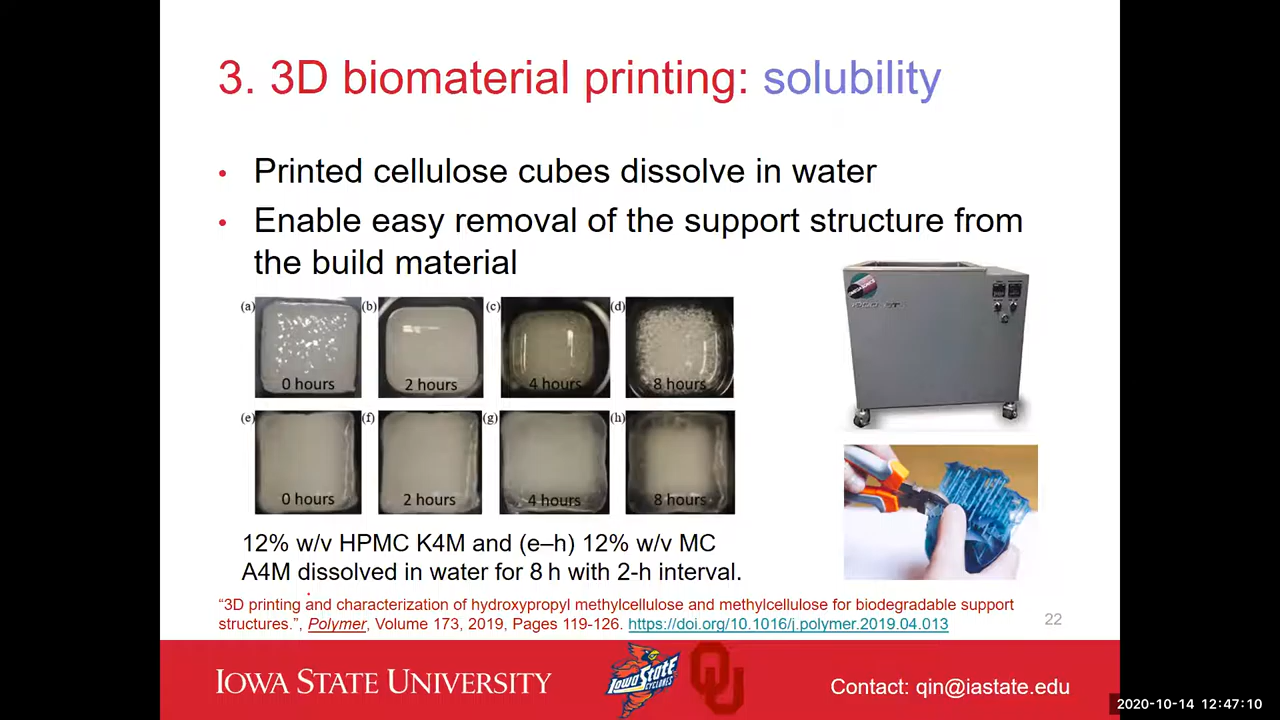 3. 3D biomaterial printing: solubility
• Printed cellulose cubes dissolve in water
• Enable easy removal of the support structure from
the build material
(a) (b) (c) (d)
0 hours 2 hours 4 hours 8 hours
(e) (f) (g) (h)
0 hours 2 hours 4 hours 8 hours
12% w/v HPMC K4M and (e–h) 12% w/v MC
A4M dissolved in water for 8 h with 2-h interval.
“3D printing and characterization of hydroxypropyl methylcellulose and methylcellulose for biodegradable support
structures.”, Polymer, Volume 173, 2019, Pages 119-126. https://doi.org/10.1016/j.polymer.2019.04.013
22
IOWA STATE UNIVERSITY
IOWA STATE
CYCLONES
Contact: qin@iastate.edu
2020-10-14 12:47:10